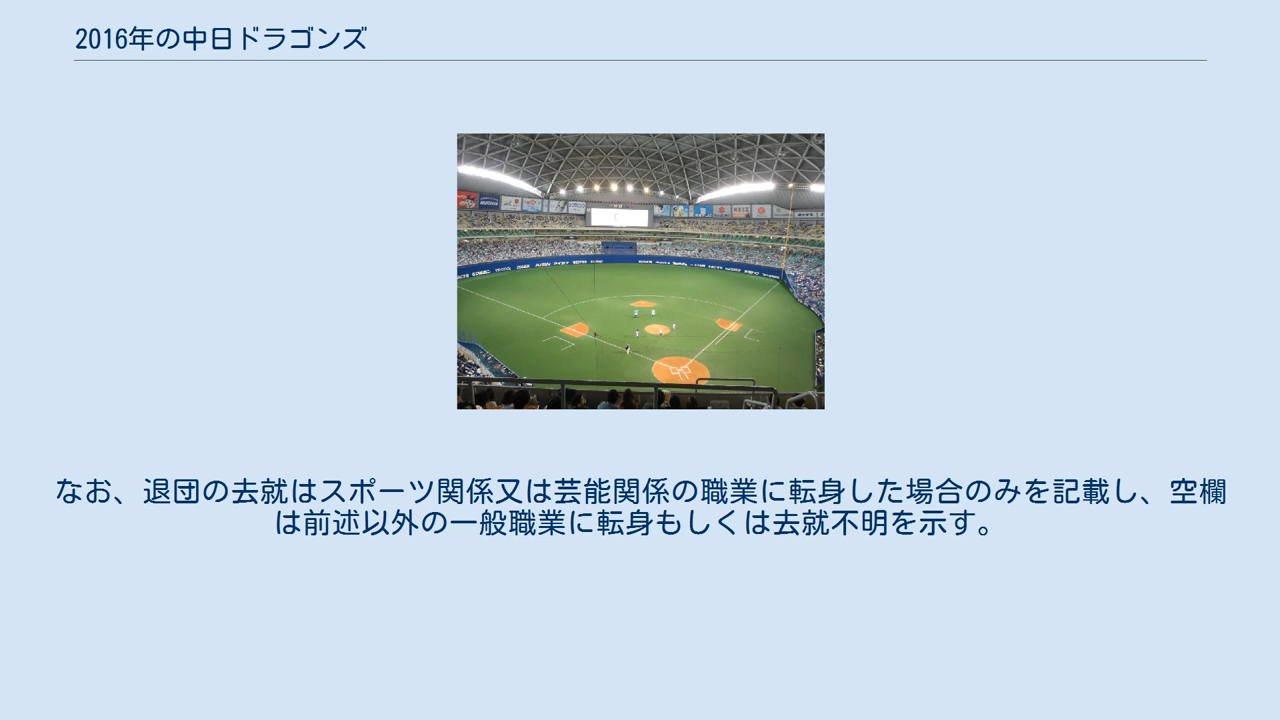 2016年の中日ドラゴンズ
なお、退団の去就はスポーツ関係又は芸能関係の職業に転身した場合のみを記載し、空欄
は前述以外の一般職業に転身もしくは去就不明を示す。